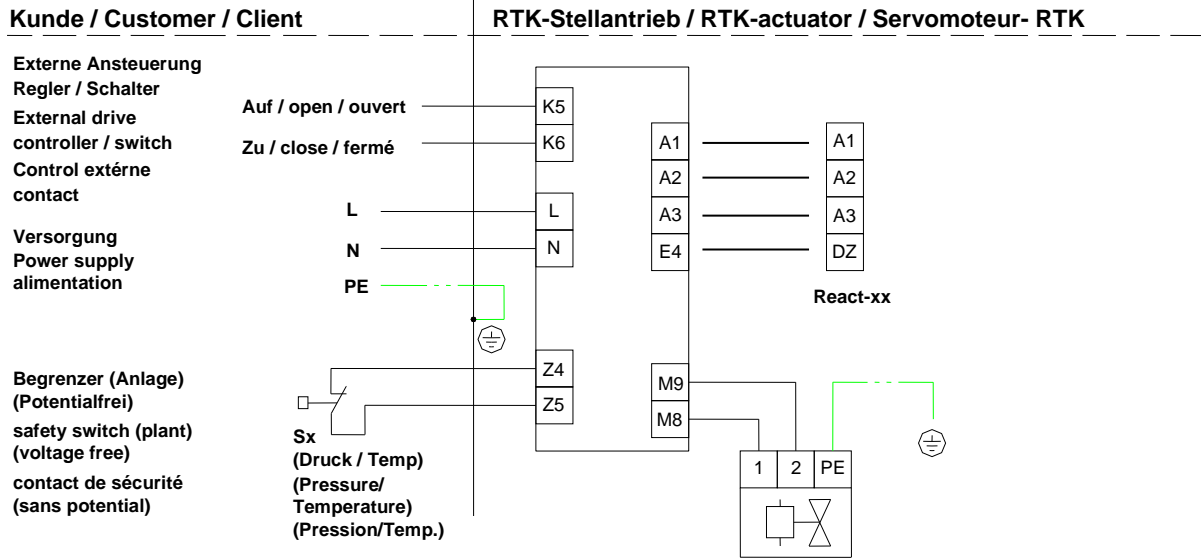 Kunde / Customer / Client
RTK-Stellantrieb / RTK-actuator / Servomoteur- RTK
Externe Ansteuerung
Regler / Schalter
External drive
controller / switch
Control extérne
contact
Auf / open / ouvert
Zu / close / fermé
K5
K6
A1
A2
A3
E4
A1
A2
A3
DZ
React-xx
Versorgung
Power supply
alimentation
L
N
PE
L
N
Begrenzer (Anlage)
(Potentialfrei)
safety switch (plant)
(voltage free)
contact de sécurité
(sans potential)
Sx
(Druck / Temp)
(Pressure/
Temperature)
(Pression/Temp.)
Z4
Z5
M9
M8
1 2 PE